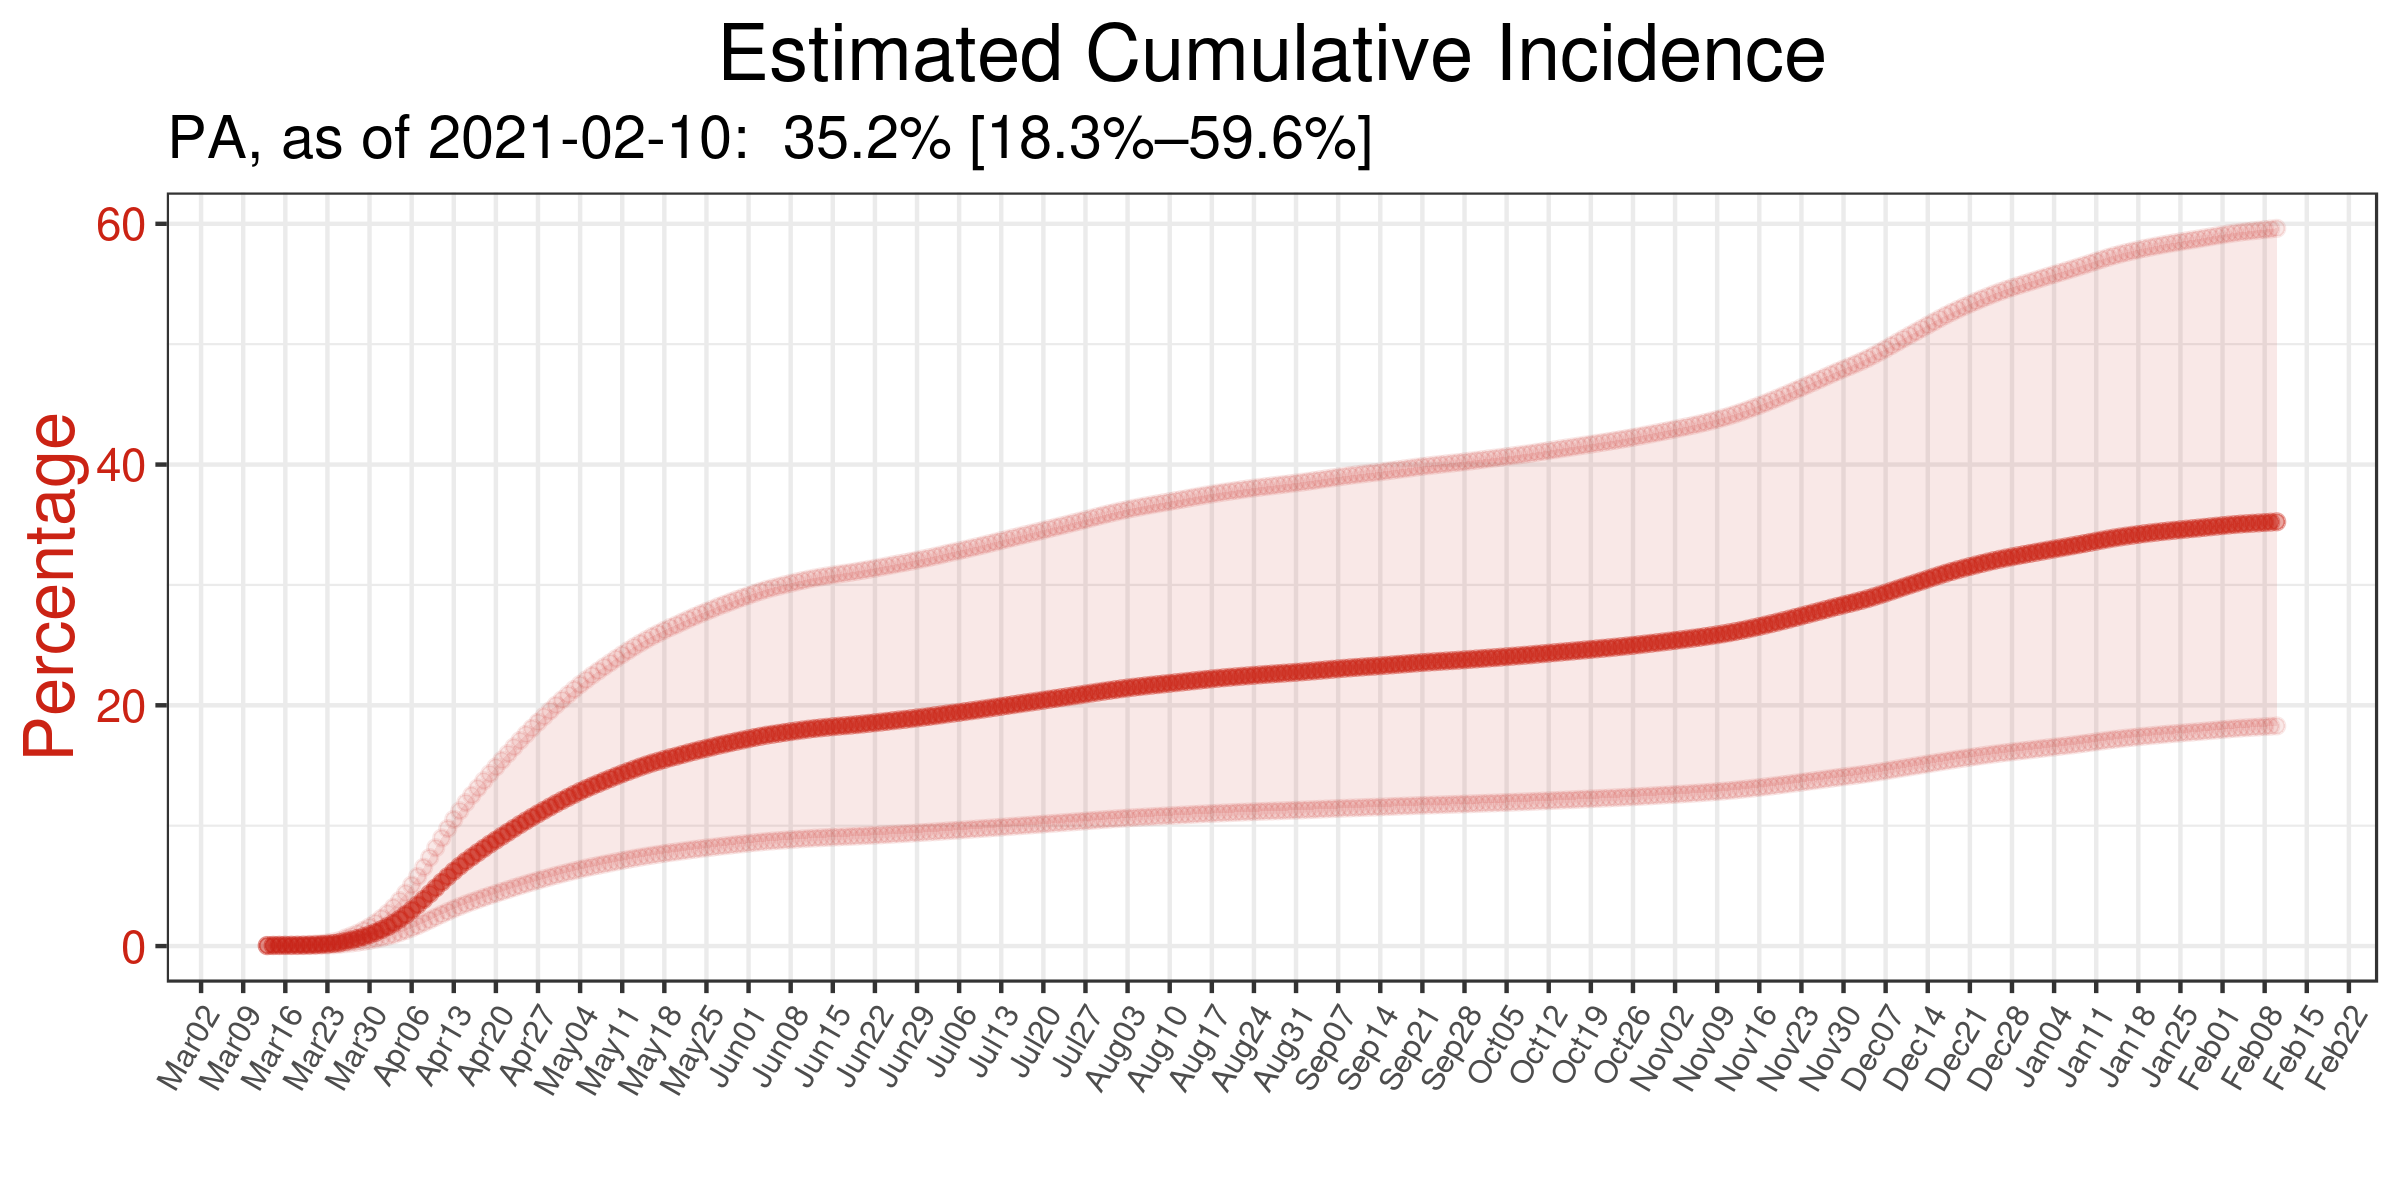 Estimated Cumulative Incidence
PA, as of 2021-02-10:  35.2% [18.3%–59.6%]
Percentage
60
40
20
0
Mar02
Mar09
Mar16
Mar23
Mar30
Apr06
Apr13
Apr20
Apr27
May04
May11
May18
May25
Jun01
Jun08
Jun15
Jun22
Jun29
Jul06
Jul13
Jul20
Jul27
Aug03
Aug10
Aug17
Aug24
Aug31
Sep07
Sep14
Sep21
Sep28
Oct05
Oct12
Oct19
Oct26
Nov02
Nov09
Nov16
Nov23
Nov30
Dec07
Dec14
Dec21
Dec28
Jan04
Jan11
Jan18
Jan25
Feb01
Feb08
Feb15
Feb22